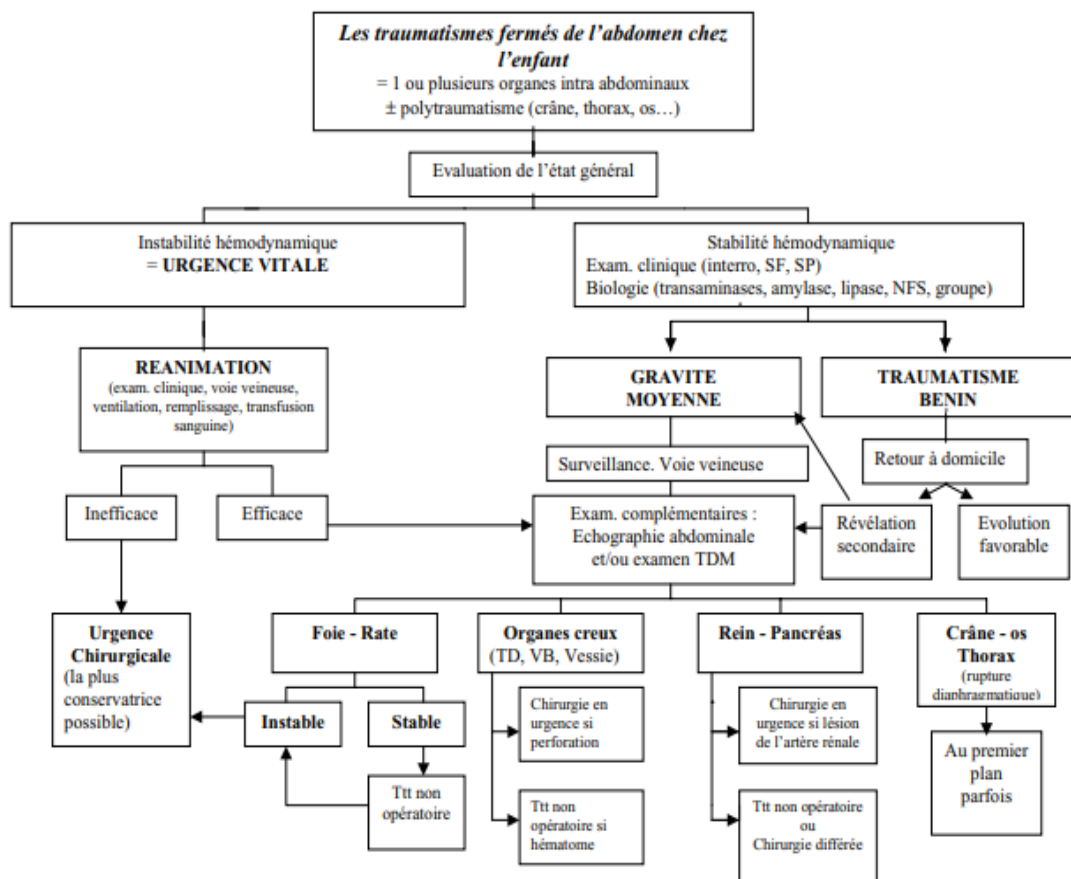 Les traumatismes fermés de l'abdomen chez
l'enfant
= 1 ou plusieurs organes intra abdominaux
± polytraumatisme (crâne, thorax, os…)
Evaluation de l'état général
Instabilité hémodynamique
= URGENCE VITALE
Stabilité hémodynamique
Exam. clinique (interro, SF, SP)
Biologie (transaminases, amylase, lipase, NFS, groupe)
REANIMATION
(exam. clinique, voie veineuse,
ventilation, remplissage, transfusion
sanguine)
GRAVITE
MOYENNE
TRAUMATISME
BENIN
Surveillance. Voie veineuse
Retour à domicile
Inefficace
Efficace
Exam. complémentaires :
Echographie abdominale
et/ou examen TDM
Révélation
secondaire
Evolution
favorable
Urgence
Chirurgicale
(la plus
conservatrice
possible)
Foie - Rate
Organes creux
(TD, VB, Vessie)
Rein - Pancréas
Crâne - os
Thorax
(rupture
diaphragmatique)
Instable
Stable
Chirurgie en
urgence si
perforation
Chirurgie en
urgence si lésion
de l'artère rénale
Au premier
plan
parfois
Ttt non
opératoire
Ttt non
opératoire si
hématome
Ttt non opératoire
ou
Chirurgie différée